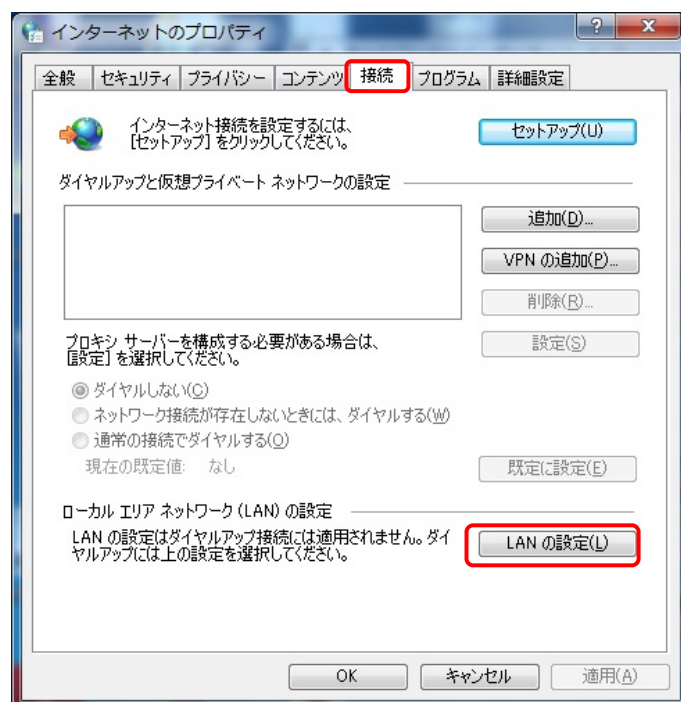 インターネットのプロパティ
全般 セキュリティ プライバシー コンテンツ 接続 プログラム 詳細設定
インターネット接続を設定するには、
[セットアップ] をクリックしてください。
セットアップ(U)
ダイヤルアップと仮想プライベート ネットワークの設定
追加(D)...
VPN の追加(P)...
削除(R)...
プロキシ サーバーを構成する必要がある場合は、
[設定] を選択してください。
設定(S)
ダイヤルしない(C)
ネットワーク接続が存在しないときには、ダイヤルする(W)
通常の接続でダイヤルする(O)
現在の既定値: なし
既定に設定(E)
ローカル エリア ネットワーク (LAN) の設定
LAN の設定はダイヤルアップ接続には適用されません。ダイ
ヤルアップには上の設定を選択してください。
LAN の設定(L)
OK キャンセル 適用(A)